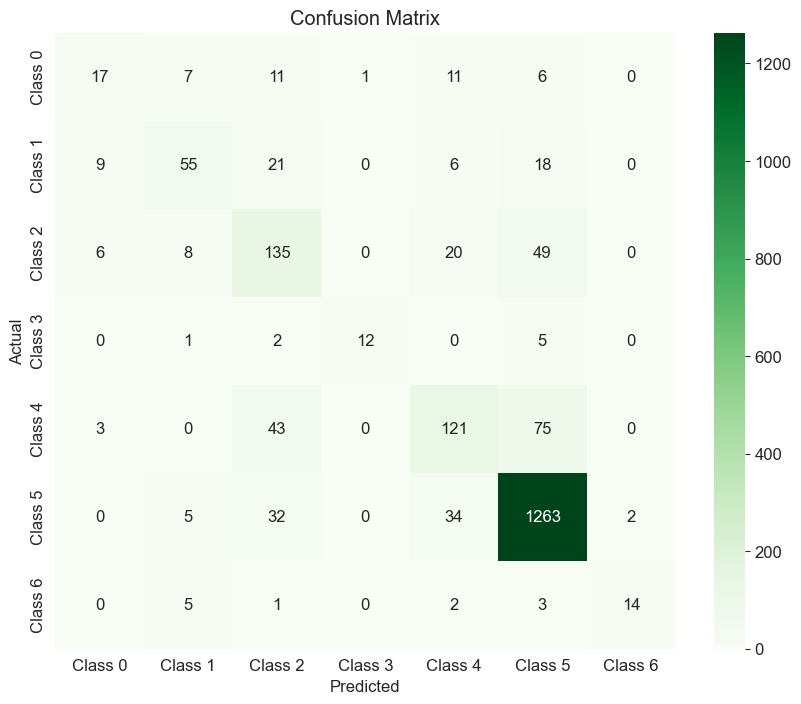 Confusion Matrix
Class 0 17 7 11 1 11 6 0
Class 1 9 55 21 0 6 18 0
Class 2 6 8 135 0 20 49 0
Class 3 0 1 2 12 0 5 0
Class 4 3 0 43 0 121 75 0
Class 5 0 5 32 0 34 1263 2
Class 6 0 5 1 0 2 3 14
Actual
Class 0 Class 1 Class 2 Class 3 Class 4 Class 5 Class 6
Predicted
1200
1000
800
600
400
200
0